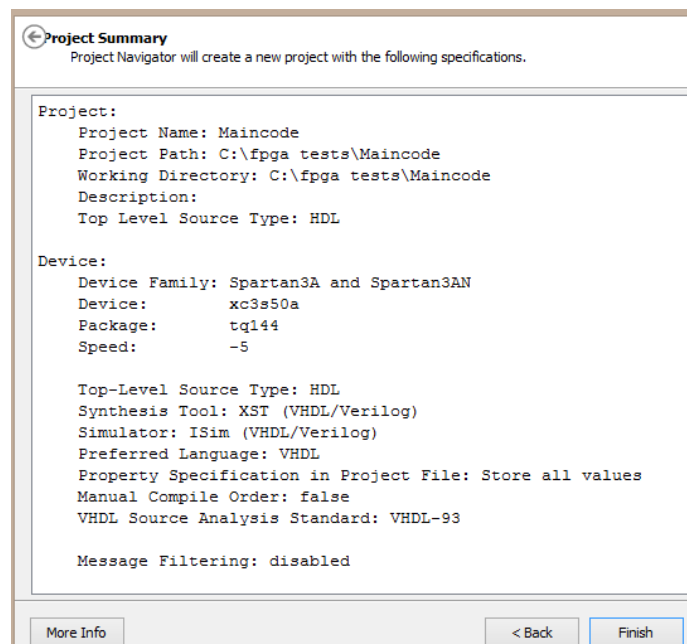 Project Summary
Project Navigator will create a new project with the following specifications.
Project:
Project Name: Maincode
Project Path: C:\fpga tests\Maincode
Working Directory: C:\fpga tests\Maincode
Description:
Top Level Source Type: HDL
Device:
Device Family: Spartan3A and Spartan3AN
Device: xc3s50a
Package: tq144
Speed: -5
Top-Level Source Type: HDL
Synthesis Tool: XST (VHDL/Verilog)
Simulator: ISim (VHDL/Verilog)
Preferred Language: VHDL
Property Specification in Project File: Store all values
Manual Compile Order: false
VHDL Source Analysis Standard: VHDL-93
Message Filtering: disabled
More Info < Back Finish